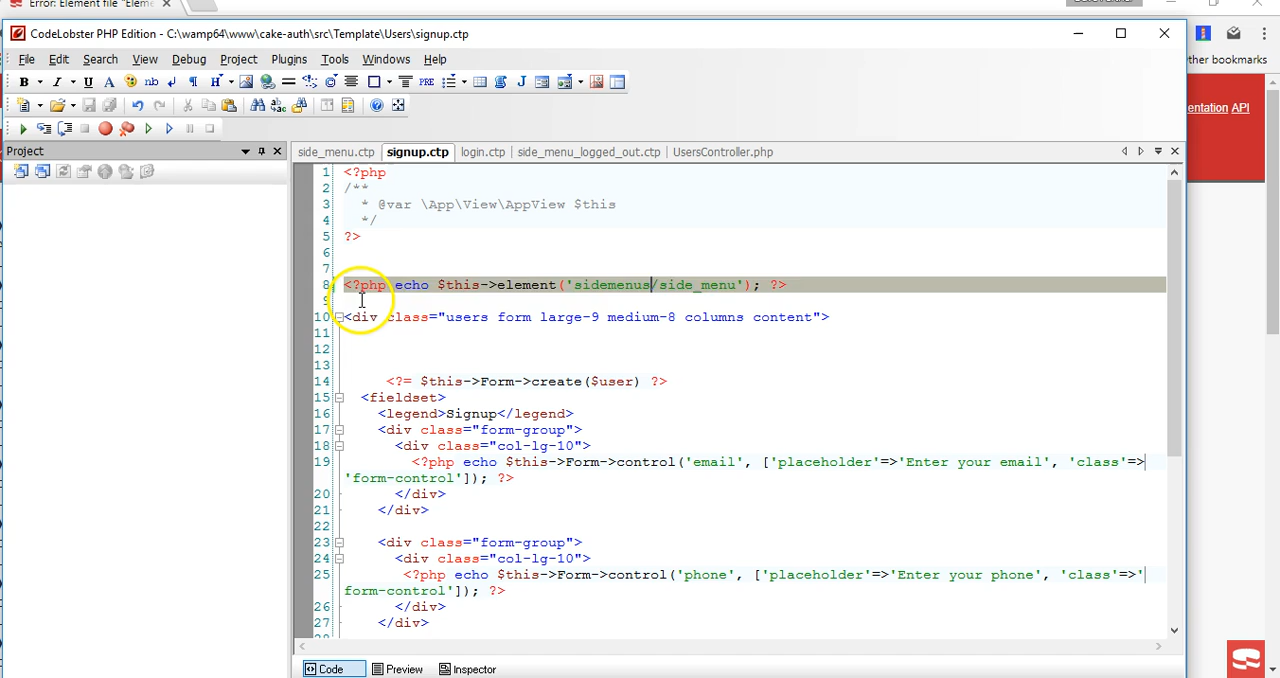 Error: Element file "Eleme
CodeLobster PHP Edition - C:\wamp64\www\cake-auth\src\Template\Users\signup.ctp
File Edit Search View Debug Project Plugins Tools Windows Help
ther bookmarks
B I U A nb ¶ H PRE J
entation API
Project
side_menu.ctp signup.ctp login.ctp side_menu_logged_out.ctp UsersController.php
1 <?php
2 /**
3 * @var \App\View\AppView $this
4 */
5 ?>
6
7
8 <?php echo $this->element('sidemenus/side_menu'); ?>
9
10 <div class="users form large-9 medium-8 columns content">
11
12
13
14 <?= $this->Form->create($user) ?>
15 <fieldset>
16 <legend>Signup</legend>
17 <div class="form-group">
18 <div class="col-lg-10">
19 <?php echo $this->Form->control('email', ['placeholder'=>'Enter your email', 'class'=>
'form-control']); ?>
20 </div>
21 </div>
22
23 <div class="form-group">
24 <div class="col-lg-10">
25 <?php echo $this->Form->control('phone', ['placeholder'=>'Enter your phone', 'class'=>'
form-control']); ?>
26 </div>
27 </div>
Code Preview Inspector